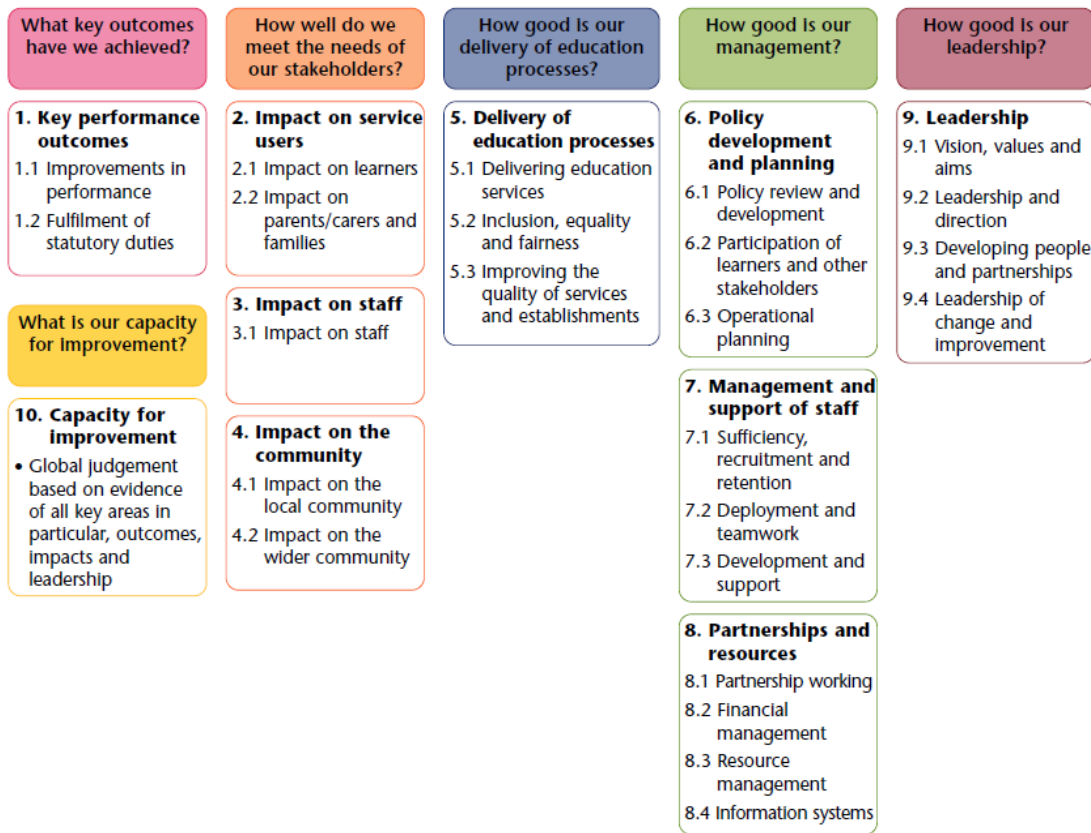 What key outcomes
have we achieved?
1. Key performance
outcomes
1.1 Improvements in
performance
1.2 Fulfilment of
statutory duties
What is our capacity
for improvement?
10. Capacity for
improvement
• Global judgement
based on evidence
of all key areas in
particular, outcomes,
impacts and
leadership
How well do we
meet the needs of
our stakeholders?
2. Impact on service
users
2.1 Impact on learners
2.2 Impact on
parents/carers and
families
3. Impact on staff
3.1 Impact on staff
4. Impact on the
community
4.1 Impact on the
local community
4.2 Impact on the
wider community
How good is our
delivery of education
processes?
5. Delivery of
education processes
5.1 Delivering education
services
5.2 Inclusion, equality
and fairness
5.3 Improving the
quality of services
and establishments
How good is our
management?
6. Policy
development
and planning
6.1 Policy review and
development
6.2 Participation of
learners and other
stakeholders
6.3 Operational
planning
7. Management and
support of staff
7.1 Sufficiency,
recruitment and
retention
7.2 Deployment and
teamwork
7.3 Development and
support
8. Partnerships and
resources
8.1 Partnership working
8.2 Financial
management
8.3 Resource
management
8.4 Information systems
How good is our
leadership?
9. Leadership
9.1 Vision, values and
aims
9.2 Leadership and
direction
9.3 Developing people
and partnerships
9.4 Leadership of
change and
improvement